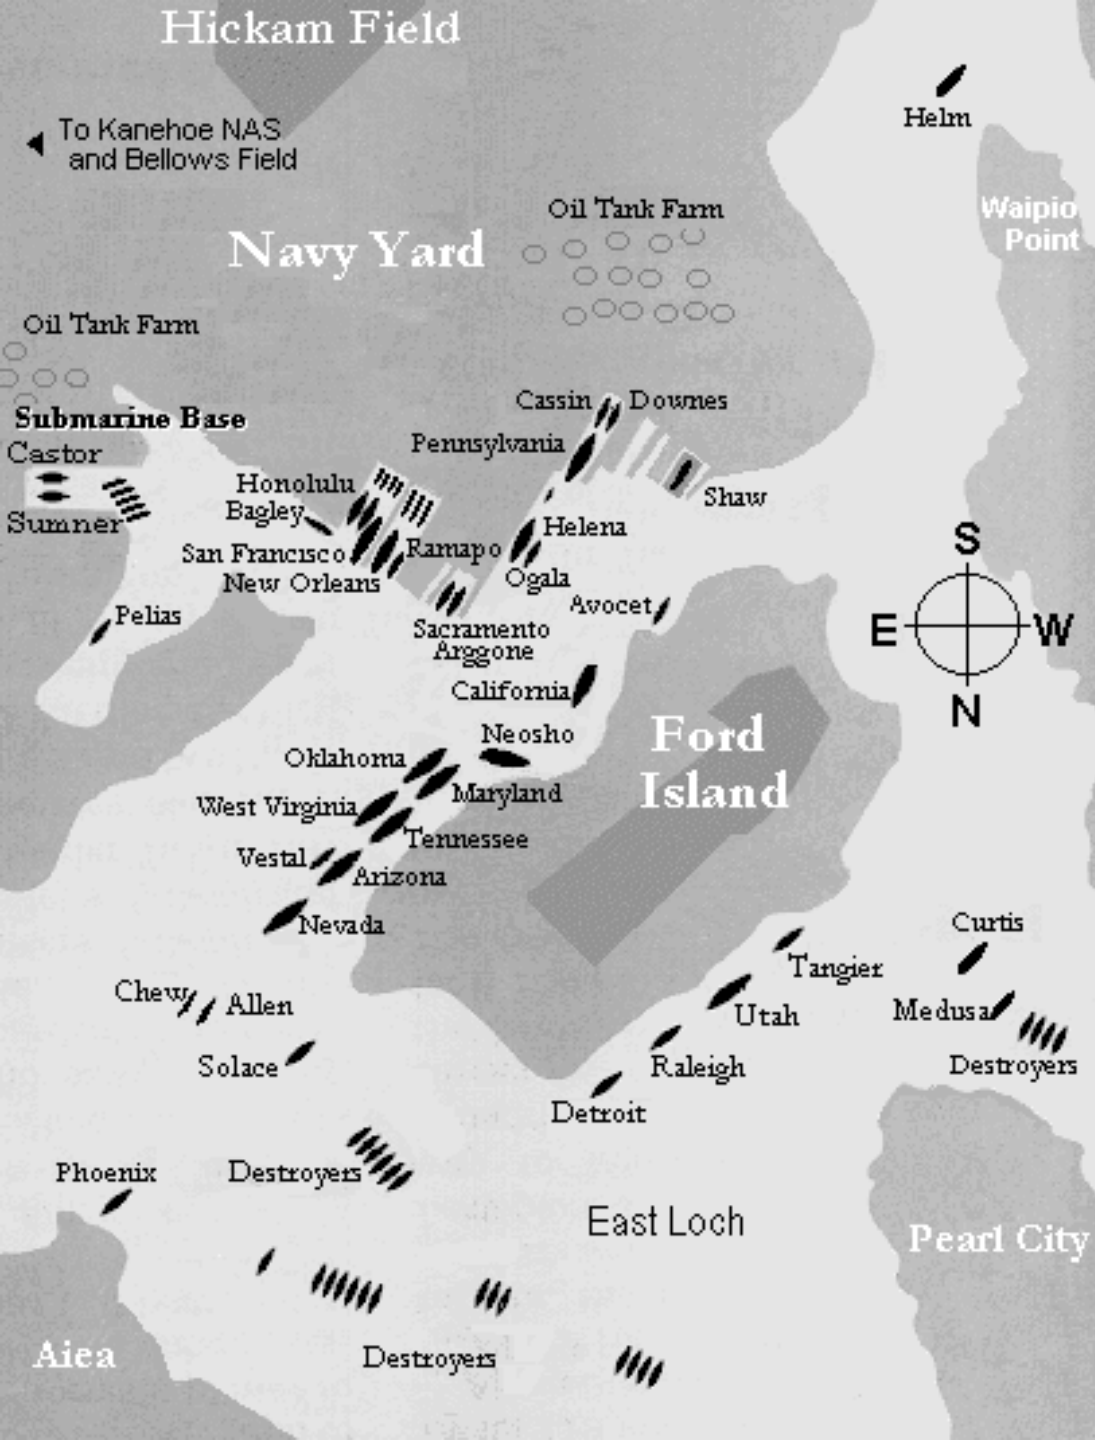 Hickam Field
Helm
To Kanehoe NAS
and Bellows Field
Waipio
Point
Oil Tank Farm
Navy Yard
Oil Tank Farm
Submarine Base
Castor
Sumner
Cassin
Downes
Pennsylvania
Shaw
Honolulu
Bagley
San Francisco
New Orleans
Ramapo
Helena
Ogala
Avocet
Pelias
Sacramento
Arggone
S
E
W
N
California
Neosho
Ford
Island
Oklahoma
Maryland
West Virginia
Tennessee
Vestal
Arizona
Nevada
Curtis
Tangier
Medusa
Utah
Destroyers
Chew
Allen
Solace
Raleigh
Detroit
Phoenix
Destroyers
East Loch
Pearl City
Aiea
Destroyers